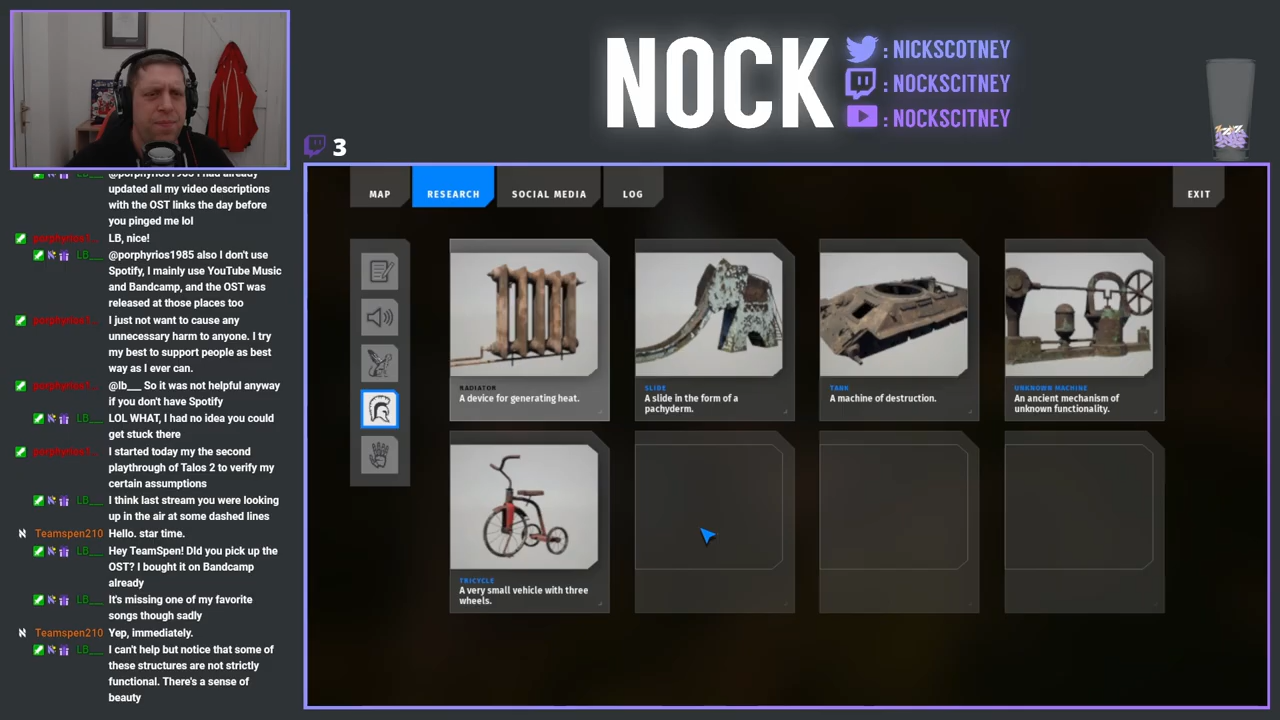 NOCK
: NICKSCOTNEY
: NOCKSCITNEY
: NOCKSCITNEY
3
updated all my video descriptions
with the OST links the day before
you pinged me lol
LB, nice!
LB__ @porphyrios1985 also I don't use
Spotify, I mainly use YouTube Music
and Bandcamp, and the OST was
released at those places too
I just not want to cause any
unnecessary harm to anyone. I try
my best to support people as best
way as I ever can.
@lb__ So it was not helpful anyway
if you don't have Spotify
LB__ LOL WHAT, I had no idea you could
get stuck there
I started today my the second
playthrough of Talos 2 to verify my
certain assumptions
LB__ I think last stream you were looking
up in the air at some dashed lines
Teamspen210 Hello. star time.
LB__ Hey TeamSpen! DId you pick up the
OST? I bought it on Bandcamp
already
LB__ It's missing one of my favorite
songs though sadly
Teamspen210 Yep, immediately.
LB__ I can't help but notice that some of
these structures are not strictly
functional. There's a sense of
beauty
MAP
RESEARCH
SOCIAL MEDIA
LOG
EXIT
RADIATOR
A device for generating heat.
SLIDE
A slide in the form of a
pachyderm.
TANK
A machine of destruction.
UNKNOWN MACHINE
An ancient mechanism of
unknown functionality.
TRICYCLE
A very small vehicle with three
wheels.